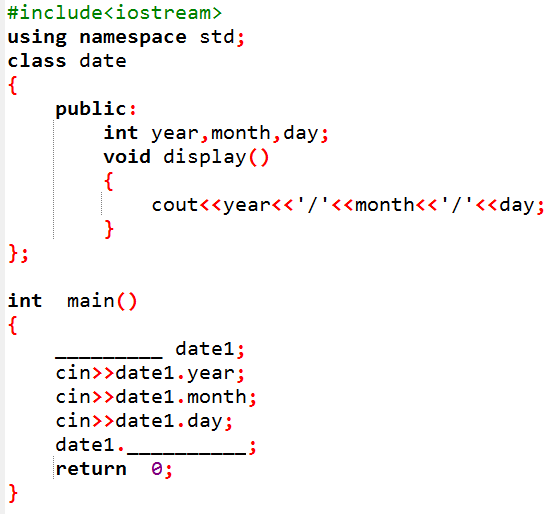 #include<iostream>
using namespace std;
class date
{
    public:
        int year,month,day;
        void display()
        {
            cout<<year<<'/'<<month<<'/'<<day;
        }
};

int  main()
{
    _________ date1;
    cin>>date1.year;
    cin>>date1.month;
    cin>>date1.day;
    date1.__________;
    return  0;
}